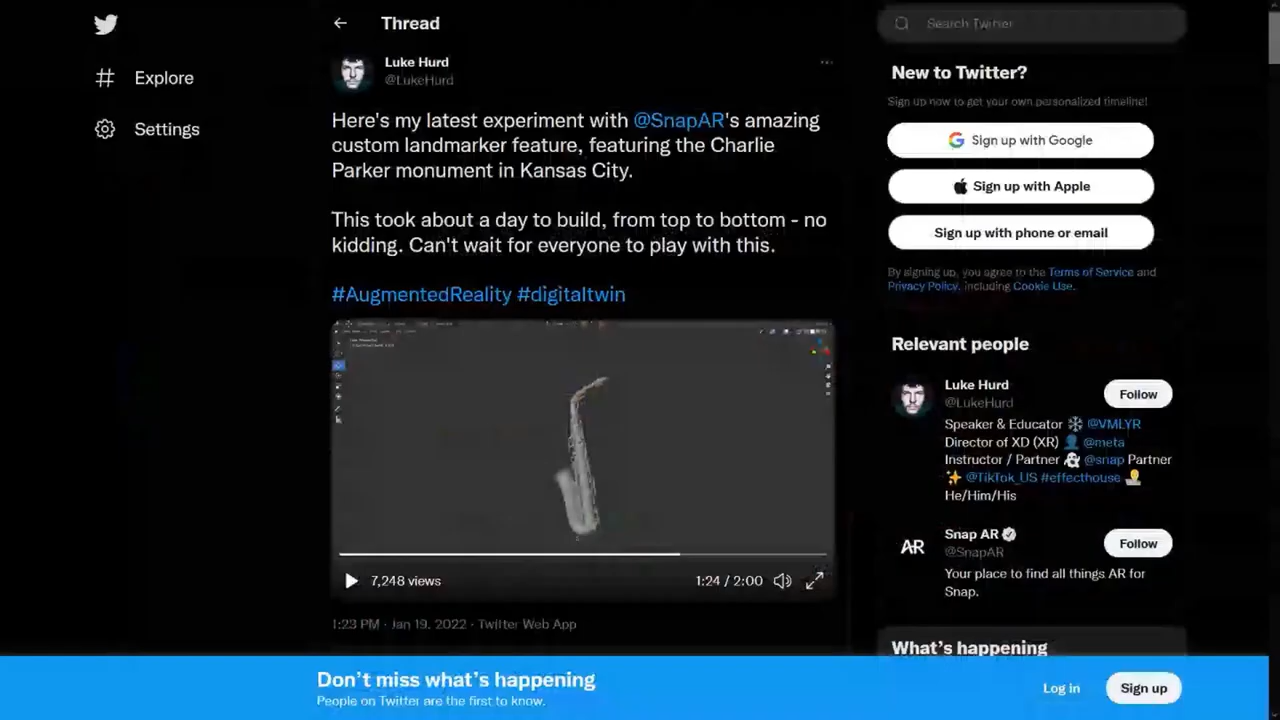 Thread
Search Twitter
Explore
Settings
Luke Hurd
@LukeHurd
Here's my latest experiment with @SnapAR's amazing
custom landmarker feature, featuring the Charlie
Parker monument in Kansas City.
This took about a day to build, from top to bottom - no
kidding. Can't wait for everyone to play with this.
#AugmentedReality #digitaltwin
7,248 views
1:24 / 2:00
1:23 PM · Jan 19, 2022 · Twitter Web App
New to Twitter?
Sign up now to get your own personalized timeline!
Sign up with Google
Sign up with Apple
Sign up with phone or email
By signing up, you agree to the Terms of Service and
Privacy Policy, including Cookie Use.
Relevant people
Luke Hurd
@LukeHurd
Follow
Speaker & Educator @VMLYR
Director of XD (XR) @meta
Instructor / Partner @snap Partner
@TikTok_US #effecthouse
He/Him/His
AR
Snap AR
@SnapAR
Follow
Your place to find all things AR for
Snap.
What's happening
Don't miss what's happening
People on Twitter are the first to know.
Log in
Sign up